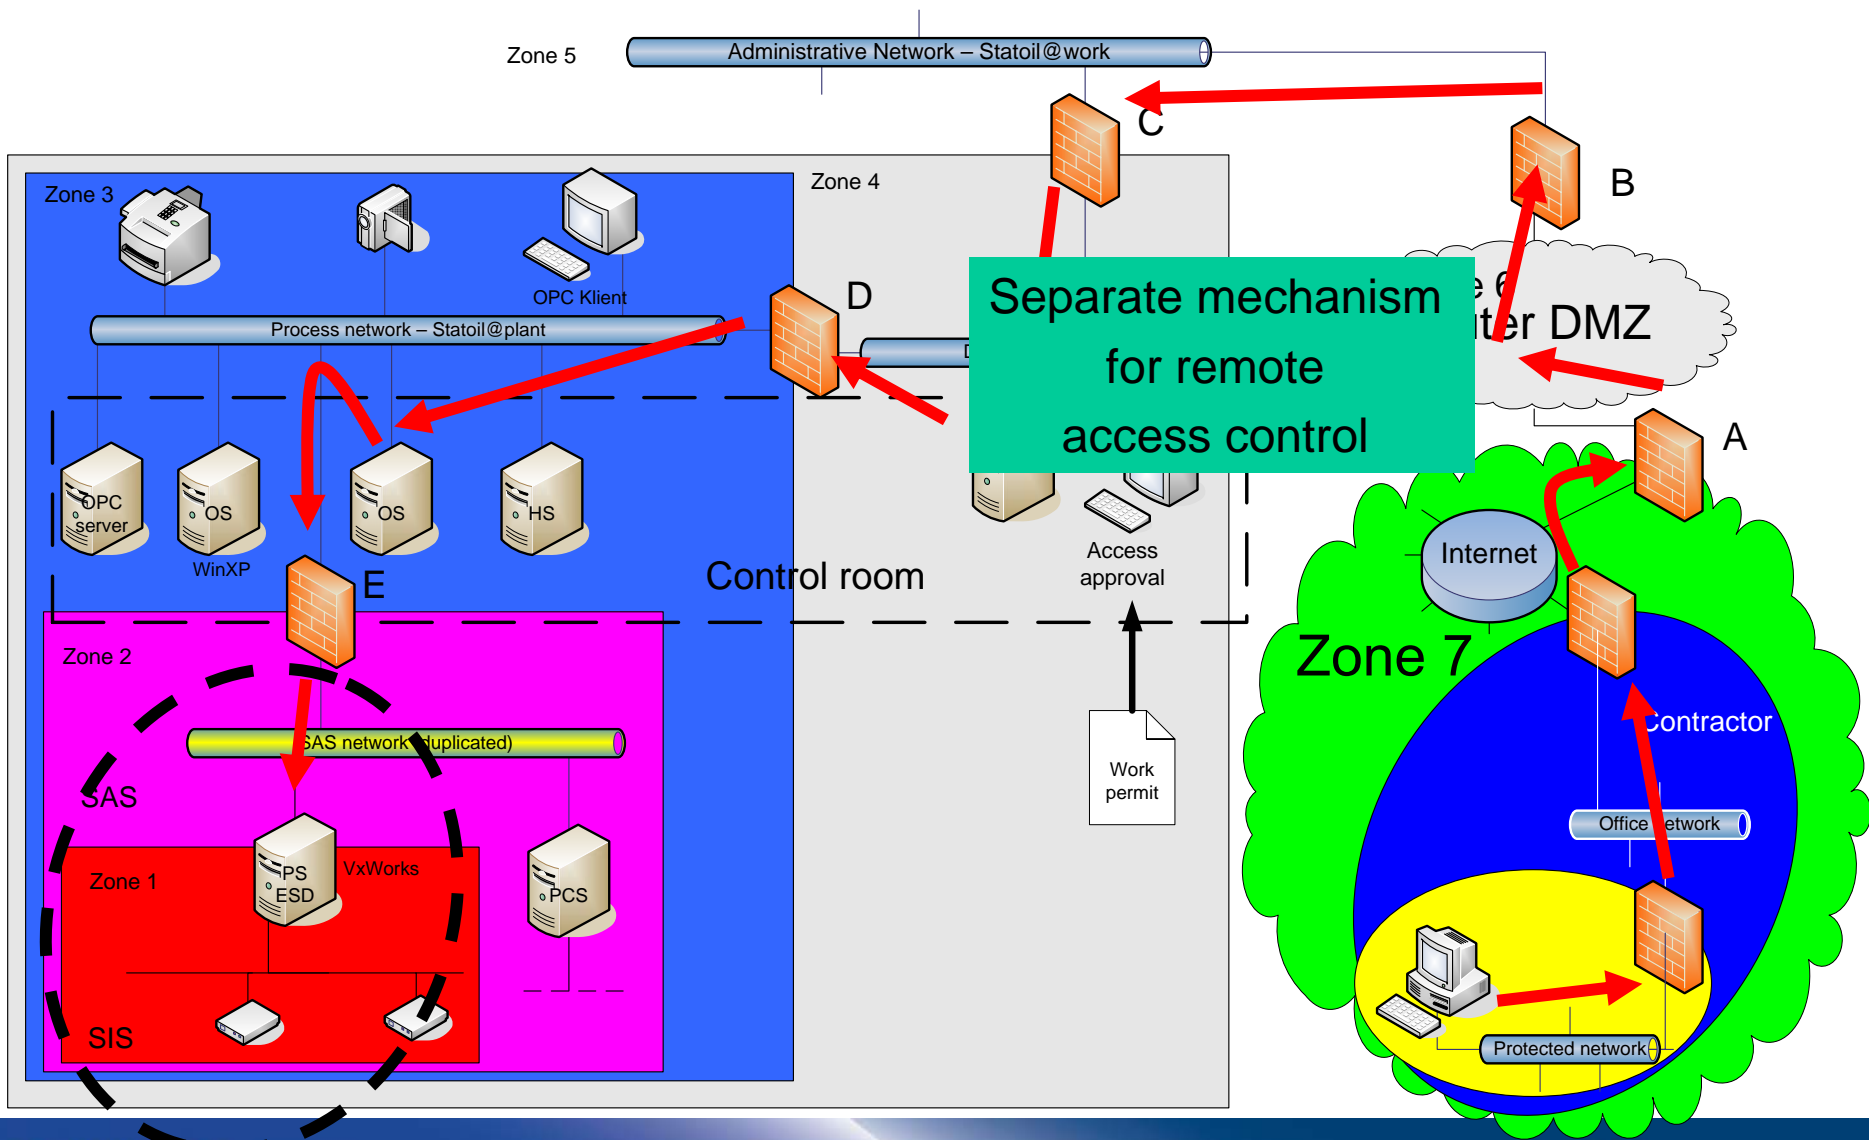 Zone 5
Administrative Network – Statoil@work
C
B
Zone 3
Zone 4
OPC Klient
D
Process network – Statoil@plant
Separate mechanism
for remote
access control
e 6
ter DMZ
A
OPC
server
OS
WinXP
OS
HS
Access
approval
Internet
Control room
E
Zone 2
Zone 7
SAS network (duplicated)
Contractor
Work
permit
SAS
Office network
Zone 1
PS
ESD
VxWorks
PCS
SIS
Protected network